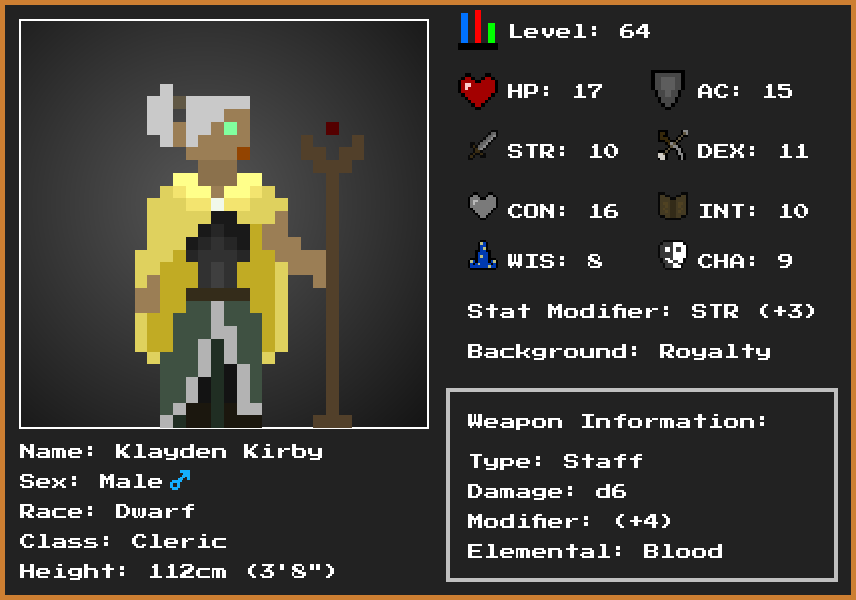 Level: 64
HP: 17
AC: 15
STR: 10
DEX: 11
CON: 16
INT: 10
WIS: 8
CHA: 9
Stat Modifier: STR (+3)
Background: Royalty
Weapon Information:
Type: Staff
Damage: d6
Modifier: (+4)
Elemental: Blood
Name: Klayden Kirby
Sex: Male♂
Race: Dwarf
Class: Cleric
Height: 112cm (3'8")